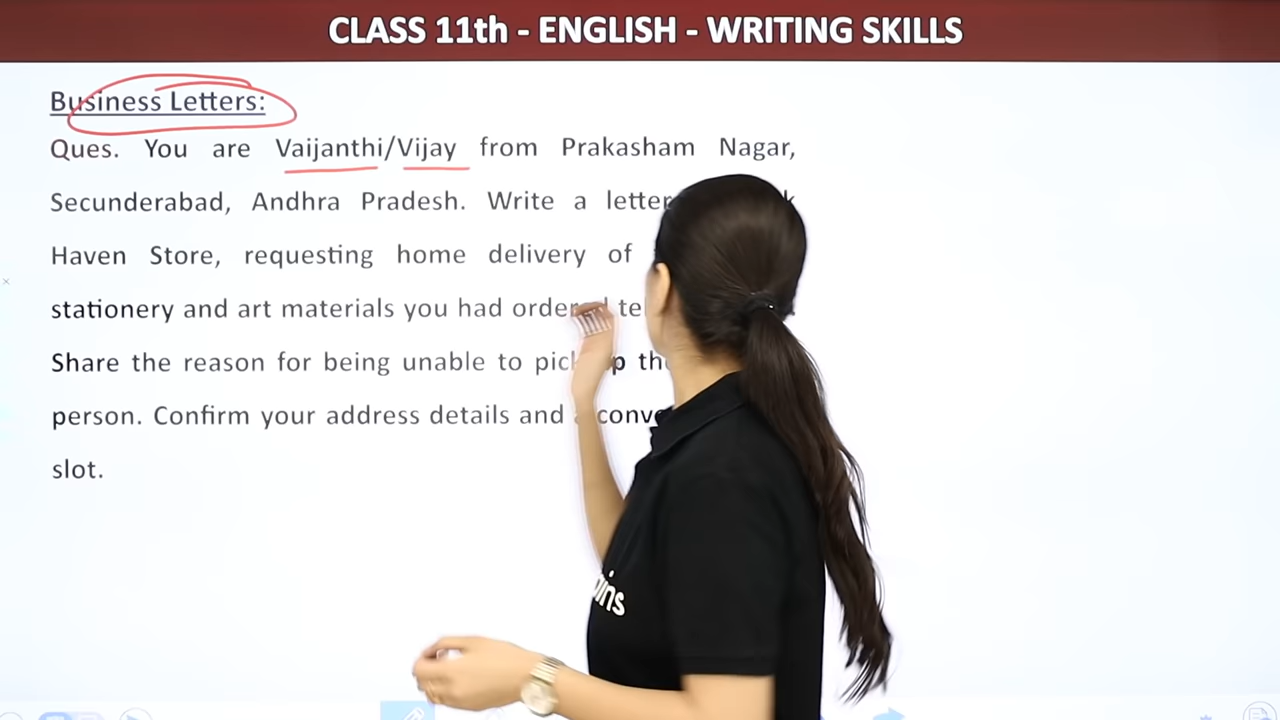 CLASS 11th - ENGLISH - WRITING SKILLS
Business Letters:
Ques. You are Vaijanthi/Vijay from Prakasham Nagar,
Secunderabad, Andhra Pradesh. Write a letter
Haven Store, requesting home delivery of
stationery and art materials you had ordered
Share the reason for being unable to pick up
person. Confirm your address details and a
slot.